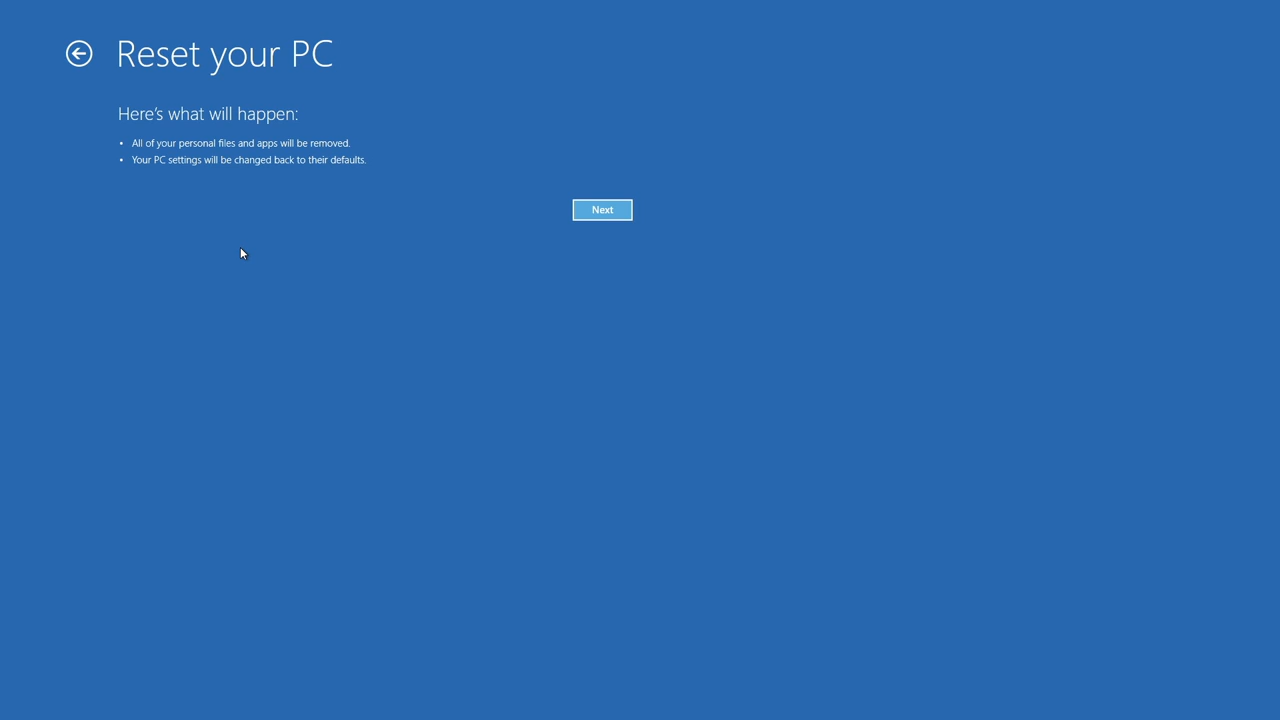 Reset your PC
Here's what will happen:
• All of your personal files and apps will be removed.
• Your PC settings will be changed back to their defaults.
Next